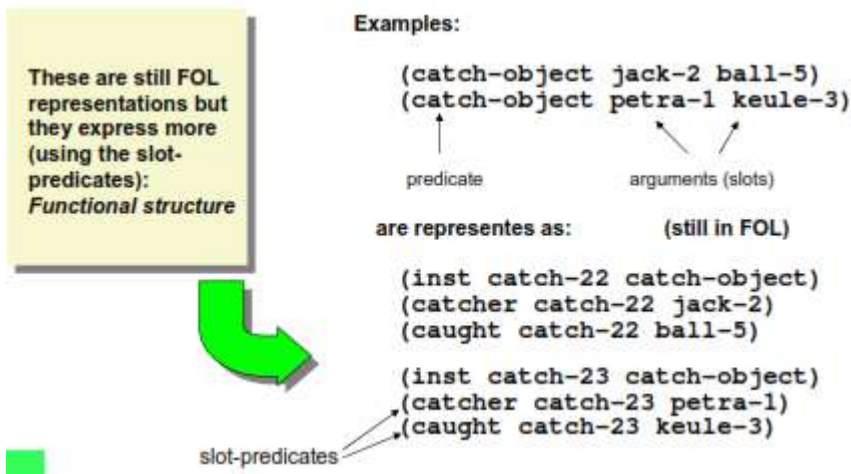 These are still FOL
representations but
they express more
(using the slot-
predicates):
Functional structure
Examples:
(catch-object jack-2 ball-5)
(catch-object petra-1 keule-3)
predicate
arguments (slots)
are representes as: (still in FOL)
(inst catch-22 catch-object)
(catcher catch-22 jack-2)
(caught catch-22 ball-5)
(inst catch-23 catch-object)
(catcher catch-23 petra-1)
(caught catch-23 keule-3)
slot-predicates